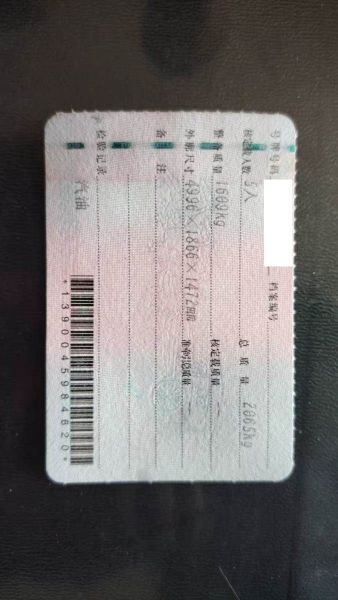 号牌号码 档案编号
核定载人数 5人 总质量 2065kg
整备质量 1609kg 核定载质量 --
外廓尺寸 4996×1866×1472mm 准牵引总质量 --
备注
检验记录
汽油
*1390045984620*